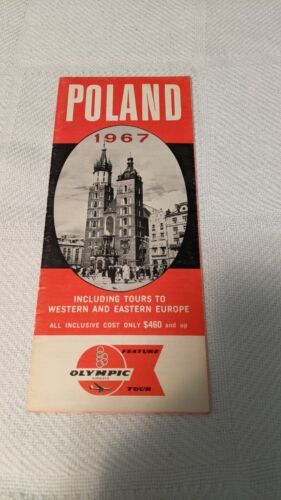 POLAND
1967
INCLUDING TOURS TO
WESTERN AND EASTERN EUROPE
ALL INCLUSIVE COST ONLY $460 and up
FEATURE
OLYMPIC
AIRWAYS
TOUR